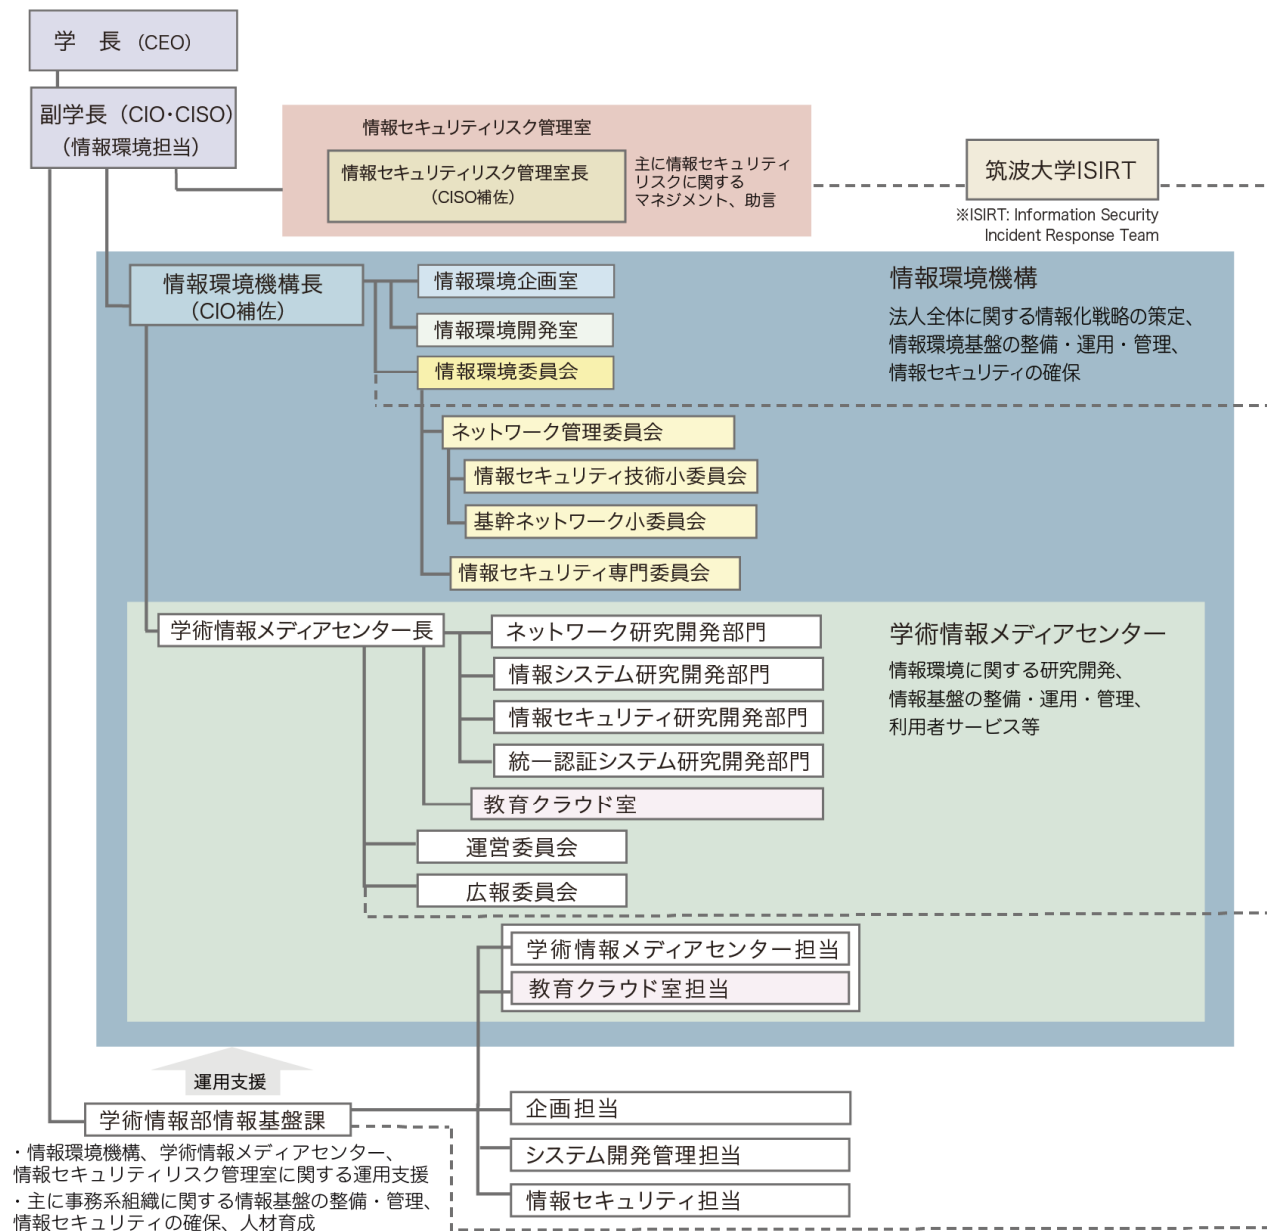 学　長（CEO）
副学長（CIO･CISO）
（情報環境担当）
情報セキュリティリスク管理室
情報セキュリティリスク管理室長
（CISO補佐）
主に情報セキュリティ
リスクに関する
マネジメント、助言
筑波大学ISIRT
※ISIRT: Information Security
Incident Response Team
情報環境機構長
（CIO補佐）
情報環境企画室
情報環境開発室
情報環境委員会
情報環境機構
法人全体に関する情報化戦略の策定、
情報環境基盤の整備・運用・管理、
情報セキュリティの確保
ネットワーク管理委員会
情報セキュリティ技術小委員会
基幹ネットワーク小委員会
情報セキュリティ専門委員会
学術情報メディアセンター長
ネットワーク研究開発部門
情報システム研究開発部門
情報セキュリティ研究開発部門
統一認証システム研究開発部門
教育クラウド室
運営委員会
広報委員会
学術情報メディアセンター
情報環境に関する研究開発、
情報基盤の整備・運用・管理、
利用者サービス等
学術情報メディアセンター担当
教育クラウド室担当
運用支援
学術情報部情報基盤課
企画担当
システム開発管理担当
情報セキュリティ担当
・情報環境機構、学術情報メディアセンター、
情報セキュリティリスク管理室に関する運用支援
・主に事務系組織に関する情報基盤の整備・管理、
情報セキュリティの確保、人材育成